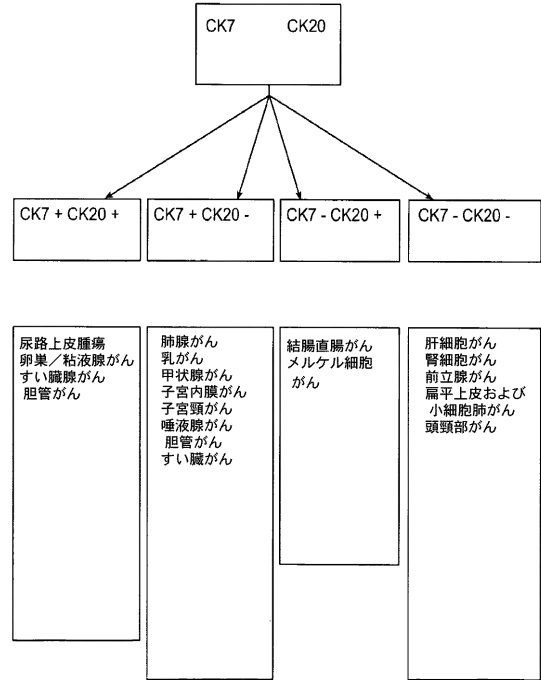 CK7 CK20
CK7 + CK20 +
CK7 + CK20 -
CK7 - CK20 +
CK7 - CK20 -
尿路上皮腫瘍
卵巣／粘液腺がん
すい臓腺がん
胆管がん
肺腺がん
乳がん
甲状腺がん
子宮内膜がん
子宮頸がん
唾液腺がん
胆管がん
すい臓がん
結腸直腸がん
メルケル細胞
がん
肝細胞がん
腎細胞がん
前立腺がん
扁平上皮および
小細胞肺がん
頭頸部がん